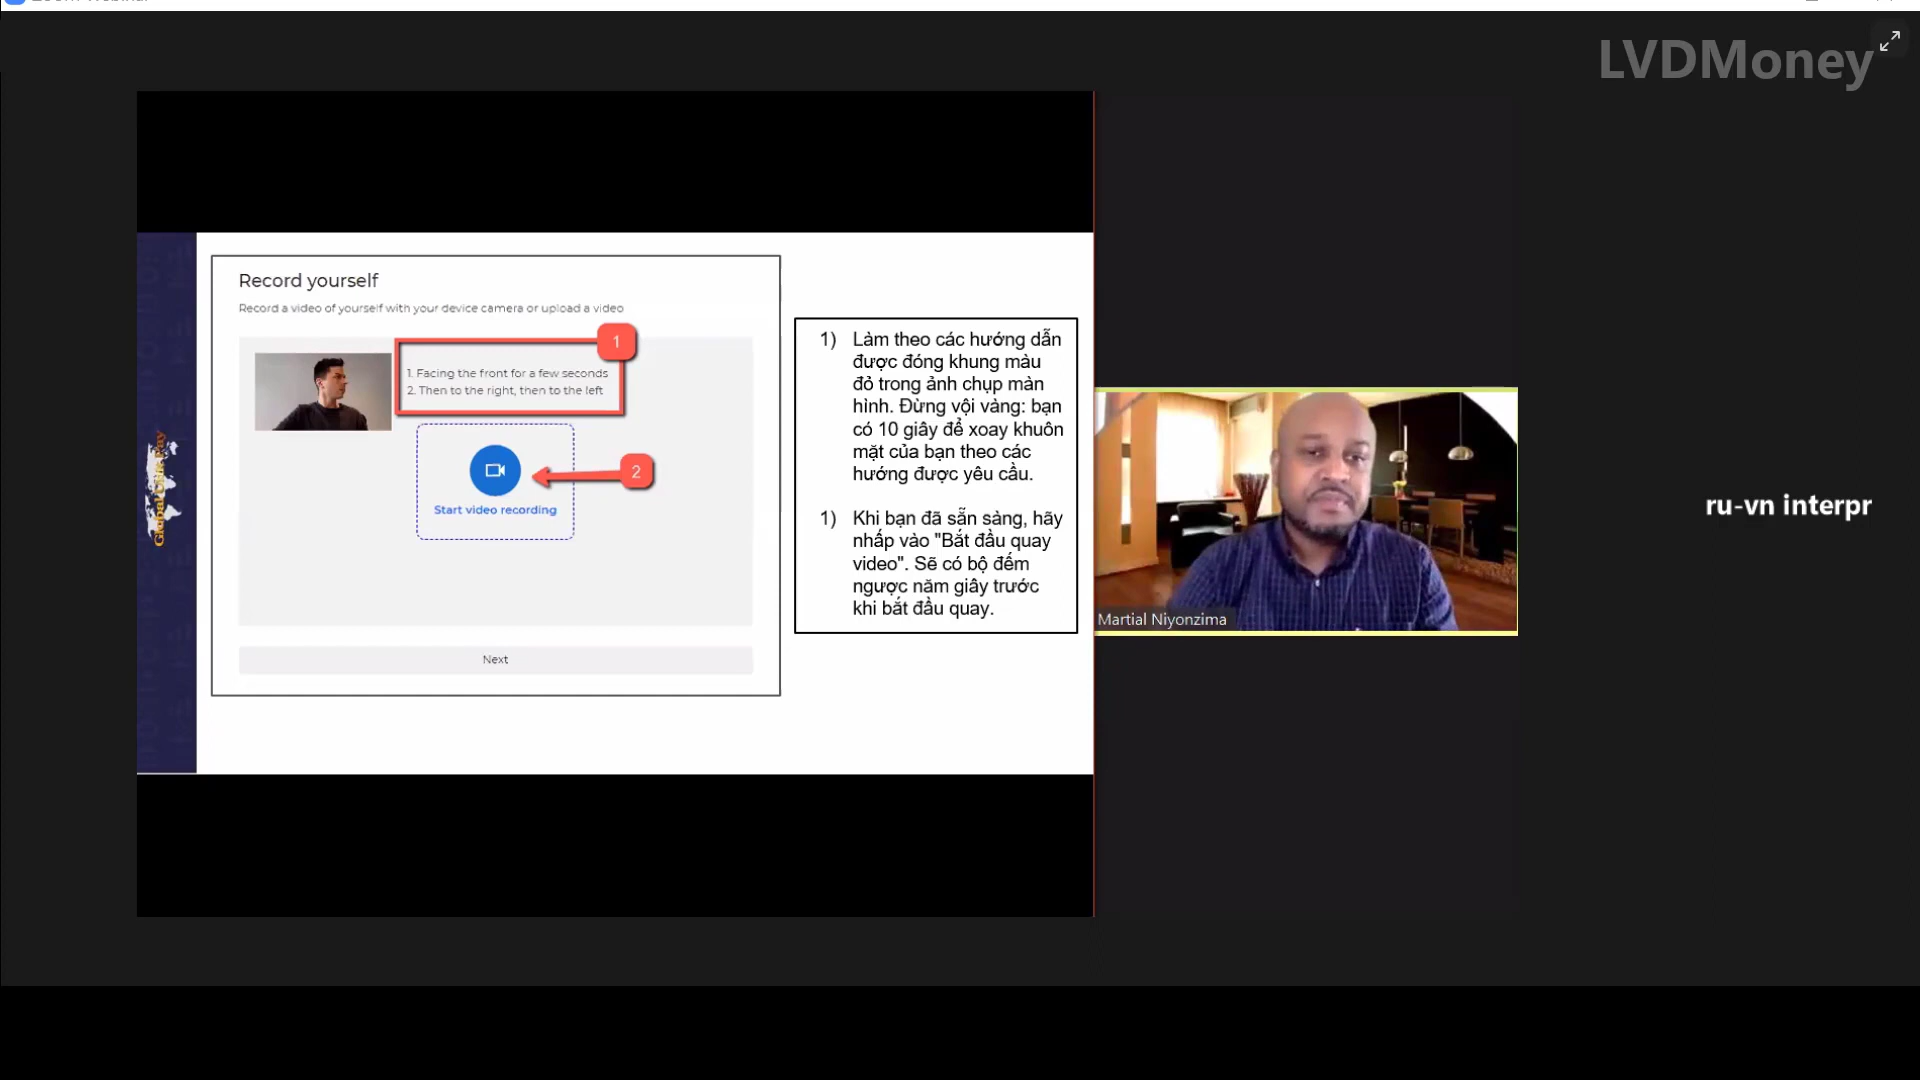 LVDMoney
Record yourself
Record a video of yourself with your device camera or upload a video
1
1. Facing the front for a few seconds
2. Then to the right, then to the left
2
Start video recording
Next
1) Làm theo các hướng dẫn
được đóng khung màu
đỏ trong ảnh chụp màn
hình. Đừng vội vàng: bạn
có 10 giây để xoay khuôn
mặt của bạn theo các
hướng được yêu cầu.
1) Khi bạn đã sẵn sàng, hãy
nhấp vào "Bắt đầu quay
video". Sẽ có bộ đếm
ngược năm giây trước
khi bắt đầu quay.
Martial Niyonzima
ru-vn interpr